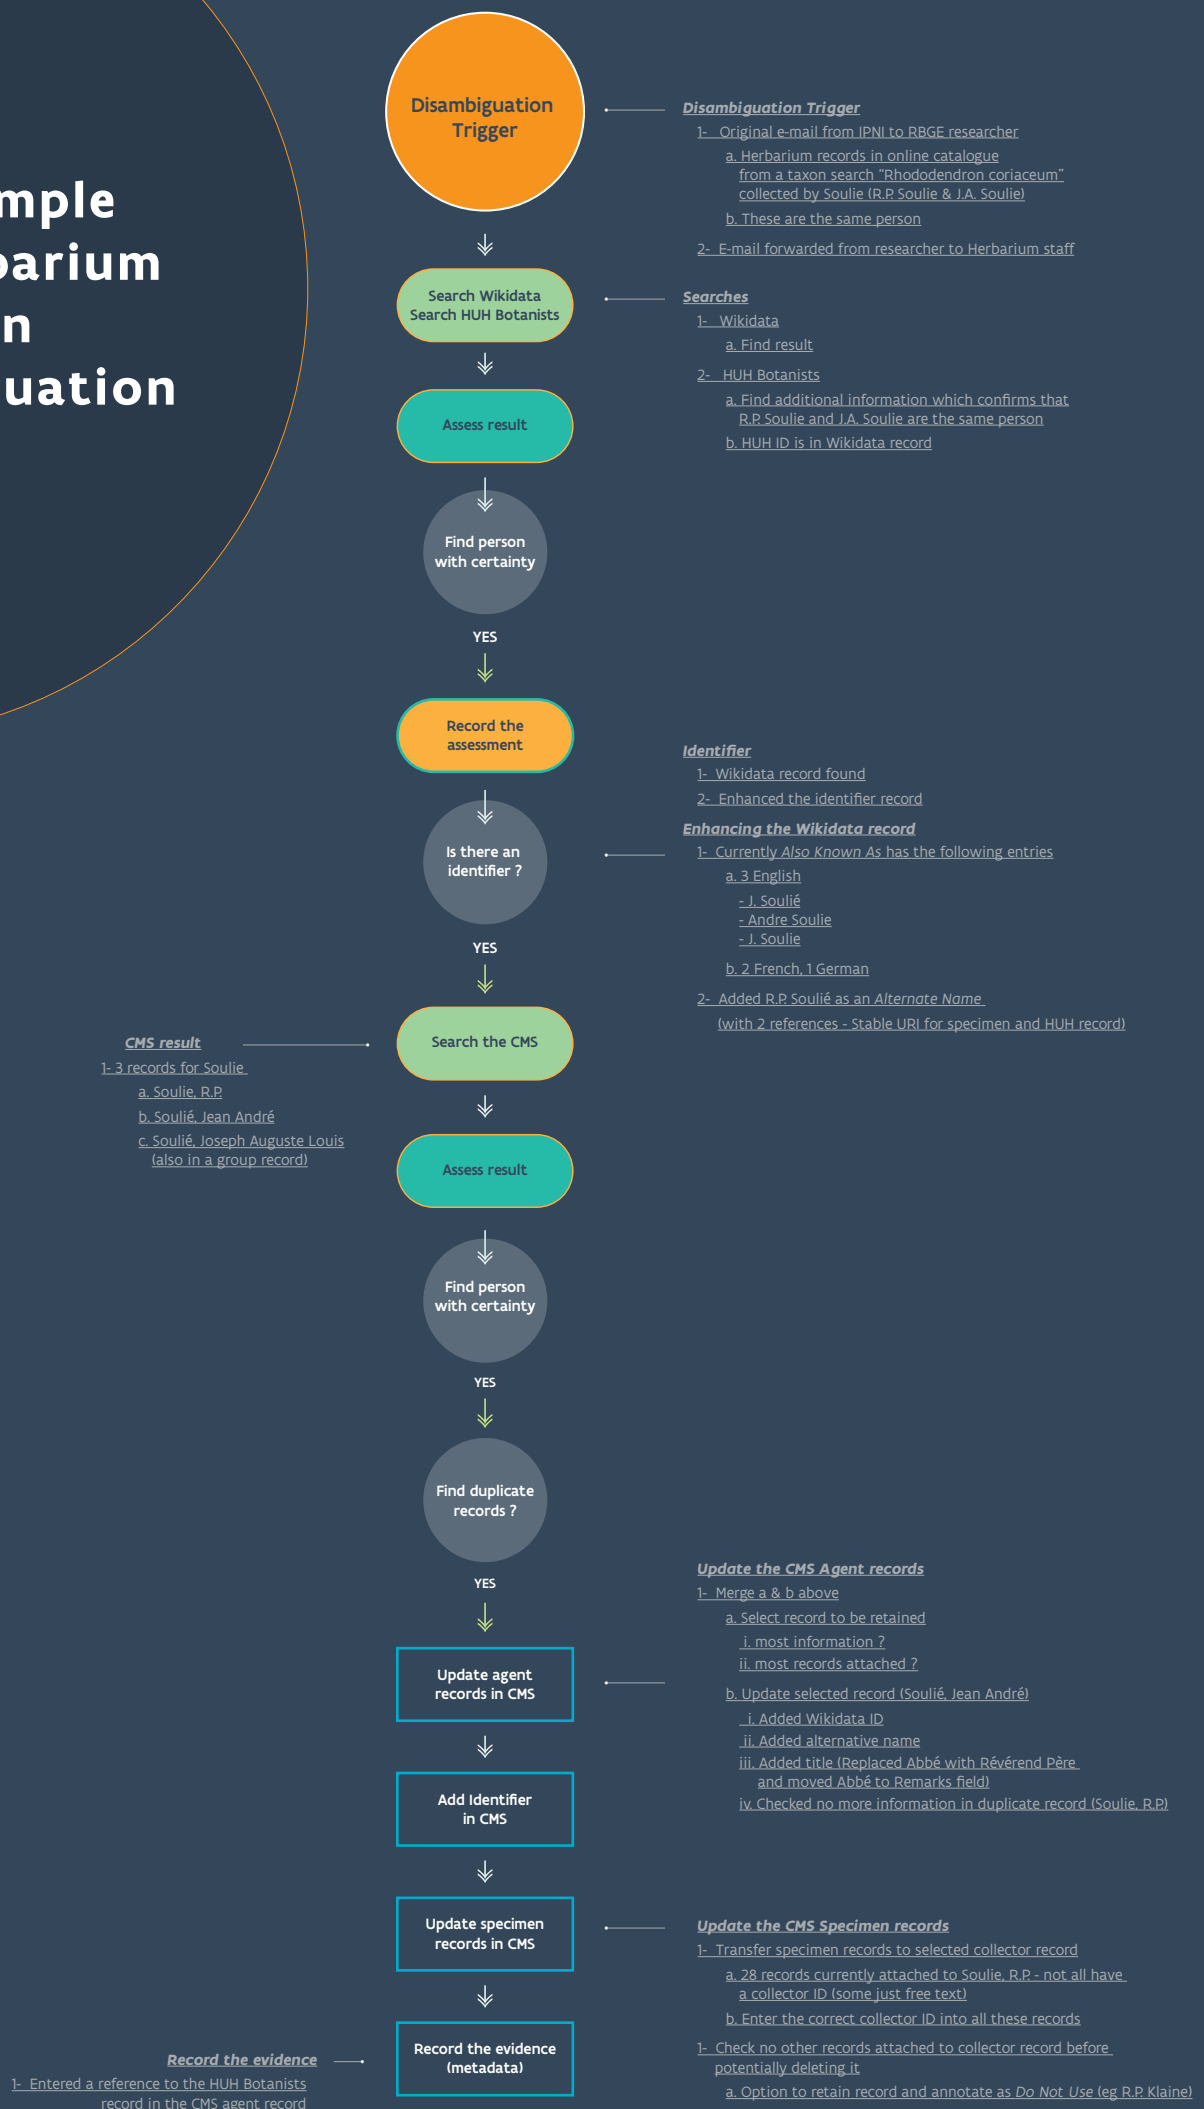 mple
barium
n
uation
Disambiguation
Trigger
Disambiguation Trigger
1- Original e-mail from IPNI to RBGE researcher
a. Herbarium records in online catalogue
from a taxon search "Rhododendron coriaceum"
collected by Soulie (R.P. Soulie & J.A. Soulie)
b. These are the same person
2- E-mail forwarded from researcher to Herbarium staff
Search Wikidata
Search HUH Botanists
Searches
1- Wikidata
a. Find result
2- HUH Botanists
a. Find additional information which confirms that
R.P. Soulie and J.A. Soulie are the same person
b. HUH ID is in Wikidata record
Assess result
Find person
with certainty
YES
Record the
assessment
Is there an
identifier ?
Identifier
1- Wikidata record found
2- Enhanced the identifier record
Enhancing the Wikidata record
1- Currently Also Known As has the following entries
a. 3 English
- J. Soulié
- Andre Soulie
- J. Soulie
b. 2 French, 1 German
2- Added R.P. Soulié as an Alternate Name
(with 2 references - Stable URI for specimen and HUH record)
YES
Search the CMS
CMS result
1- 3 records for Soulie
a. Soulie, R.P.
b. Soulié, Jean André
c. Soulié, Joseph Auguste Louis
(also in a group record)
Assess result
Find person
with certainty
YES
Find duplicate
records ?
YES
Update agent
records in CMS
Update the CMS Agent records
1- Merge a & b above
a. Select record to be retained
i. most information ?
ii. most records attached ?
b. Update selected record (Soulié, Jean André)
i. Added Wikidata ID
ii. Added alternative name
iii. Added title (Replaced Abbé with Révérend Père
and moved Abbé to Remarks field)
iv. Checked no more information in duplicate record (Soulie, R.P.)
Add Identifier
in CMS
Update specimen
records in CMS
Update the CMS Specimen records
1- Transfer specimen records to selected collector record
a. 28 records currently attached to Soulie, R.P. - not all have
a collector ID (some just free text)
b. Enter the correct collector ID into all these records
1- Check no other records attached to collector record before
potentially deleting it
a. Option to retain record and annotate as Do Not Use (eg R.P. Klaine)
Record the evidence
(metadata)
Record the evidence
1- Entered a reference to the HUH Botanists
record in the CMS agent record